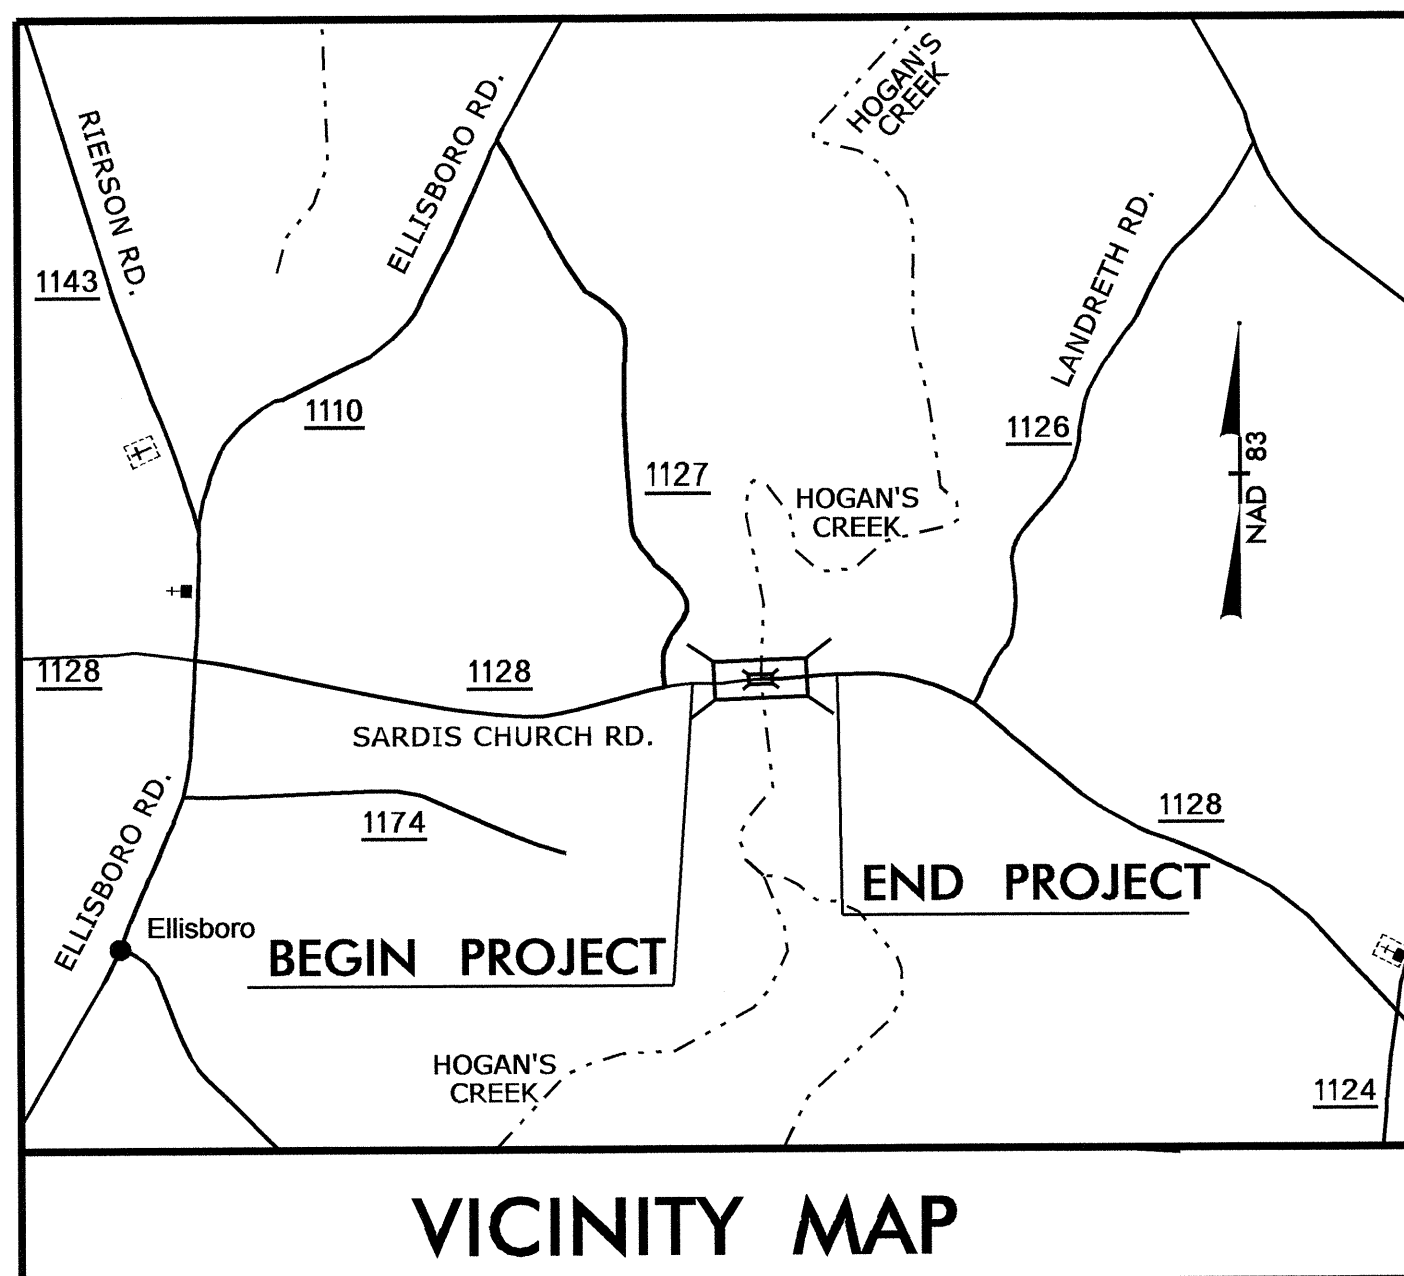 HOGAN'S
CREEK
RIERSON RD.
ELLISBORO RD.
LANDRETH RD.
1143
1110
1126
NAD 83
1127
HOGAN'S
CREEK
1128
1128
SARDIS CHURCH RD.
ELLISBORO RD.
1174
1128
END PROJECT
Ellisboro
BEGIN PROJECT
HOGAN'S
CREEK
1124
VICINITY MAP